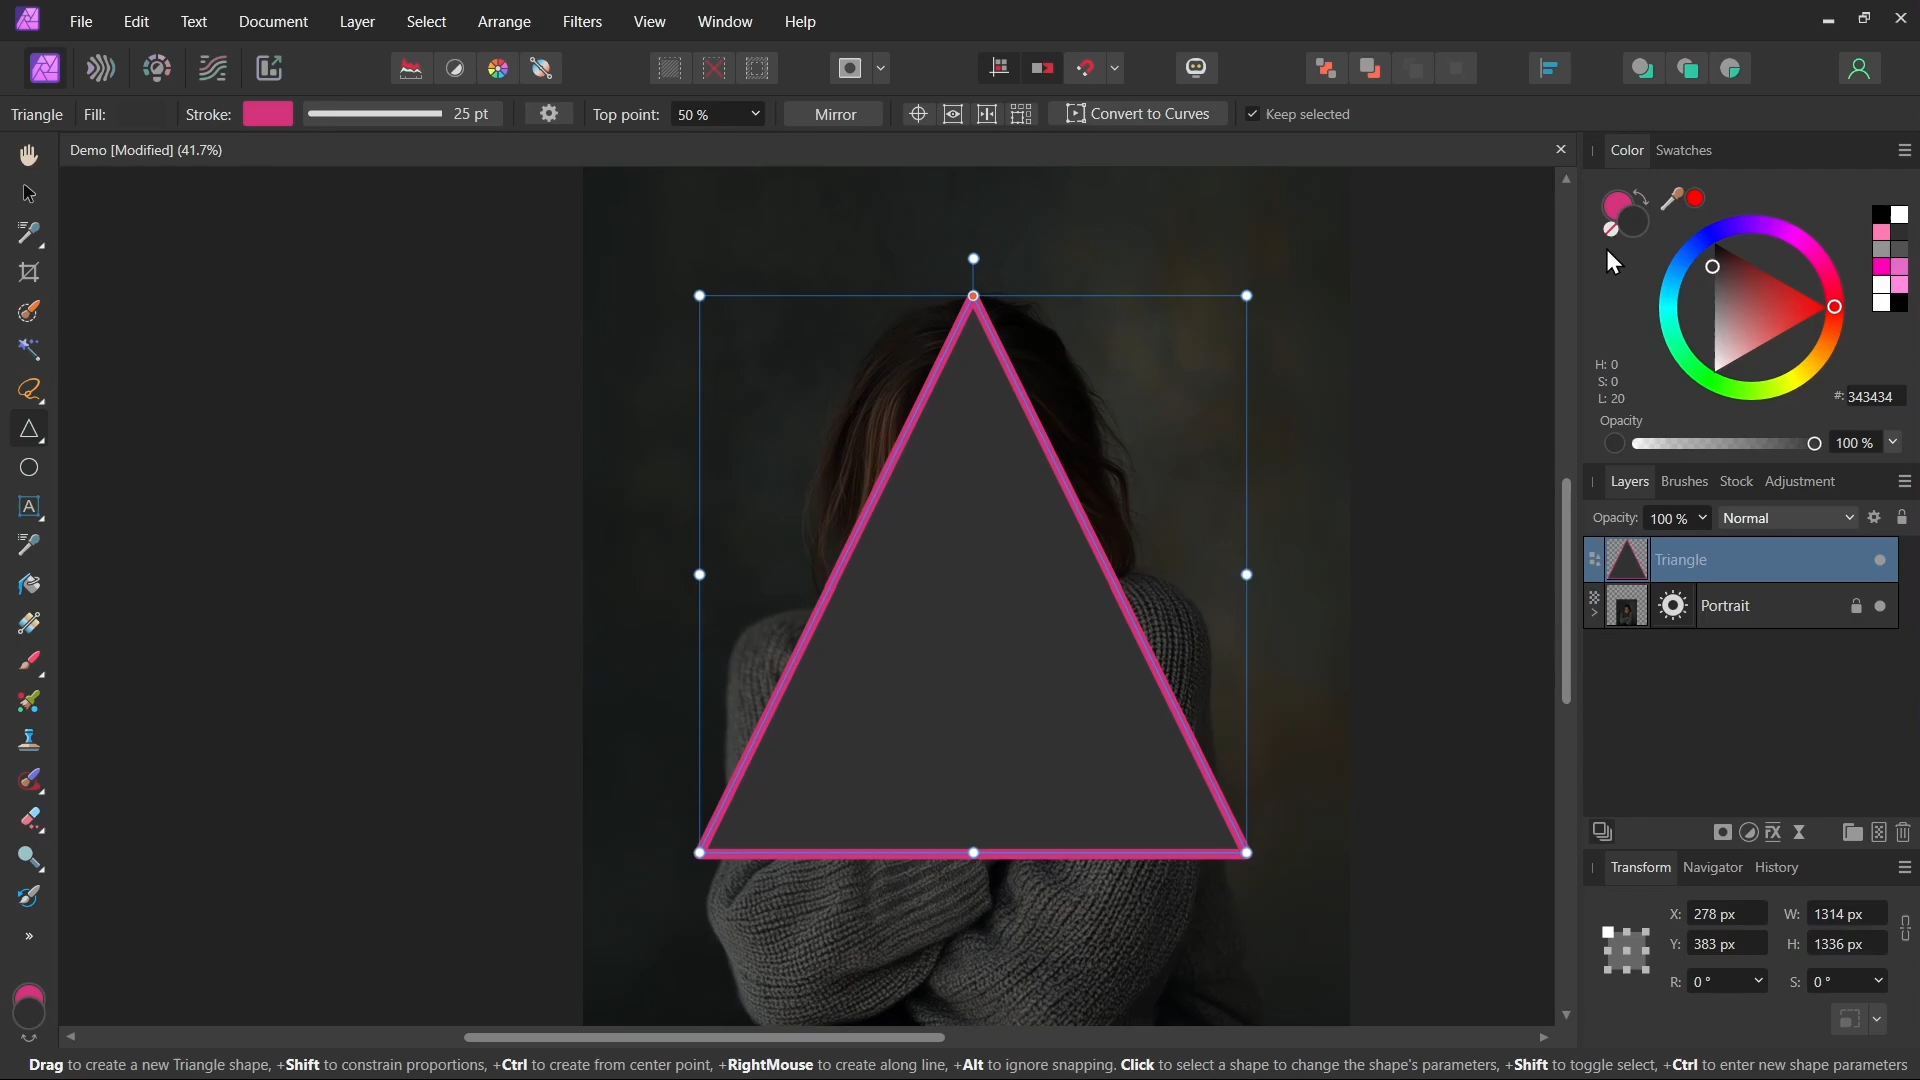 File Edit Text Document Layer Select Arrange Filters View Window Help
Triangle Fill: Stroke: 25 pt Top point: 50 % Mirror Convert to Curves Keep selected
Demo [Modified] (41.7%)
Color Swatches
H: 0
S: 0
L: 20
#: 343434
Opacity
100 %
Layers Brushes Stock Adjustment
Opacity: 100 % Normal
Triangle
Portrait
Transform Navigator History
X: 278 px W: 1314 px
Y: 383 px H: 1336 px
R: 0 ° S: 0 °
Drag to create a new Triangle shape, +Shift to constrain proportions, +Ctrl to create from center point, +RightMouse to create along line, +Alt to ignore snapping. Click to select a shape to change the shape's parameters, +Shift to toggle select, +Ctrl to enter new shape parameters